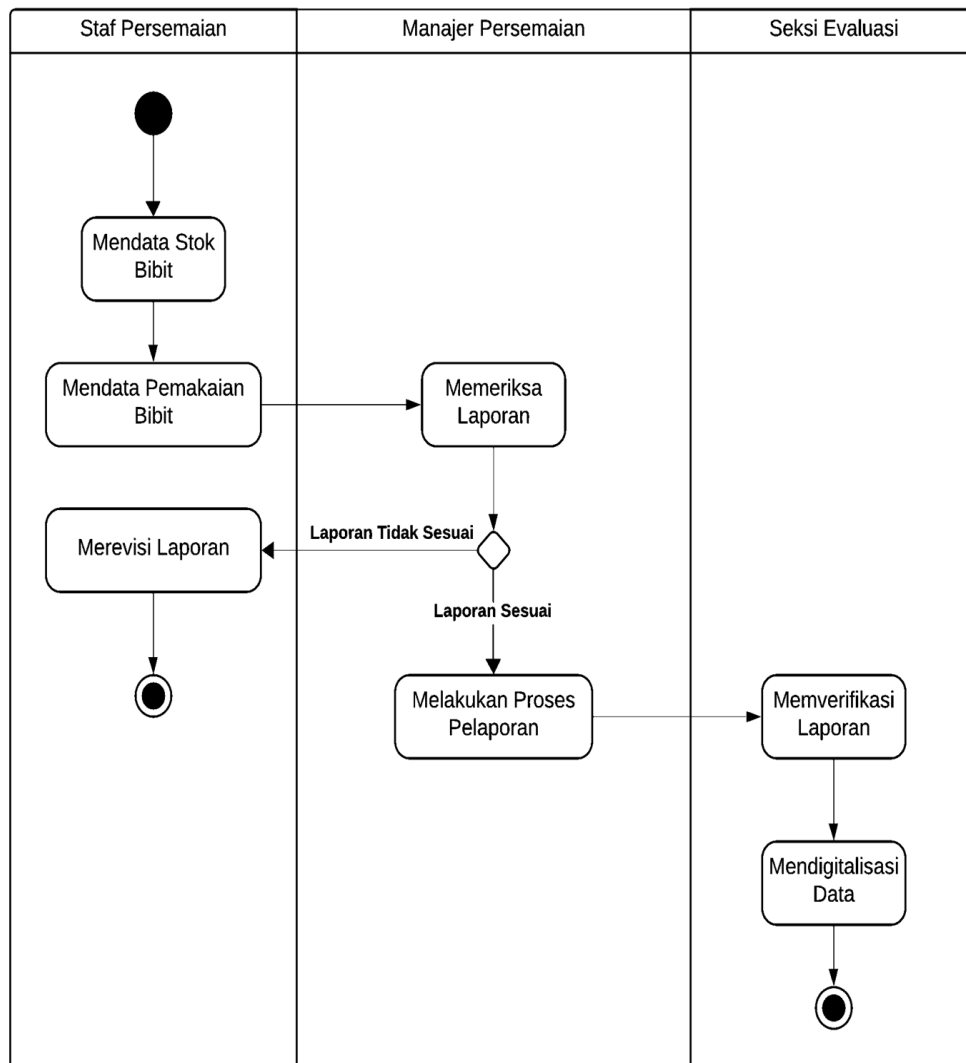 Staf Persemaian
Manajer Persemaian
Seksi Evaluasi
Mendata Stok
Bibit
Mendata Pemakaian
Bibit
Memeriksa
Laporan
Laporan Tidak Sesuai
Merevisi Laporan
Laporan Sesuai
Melakukan Proses
Pelaporan
Memverifikasi
Laporan
Mendigitalisasi
Data